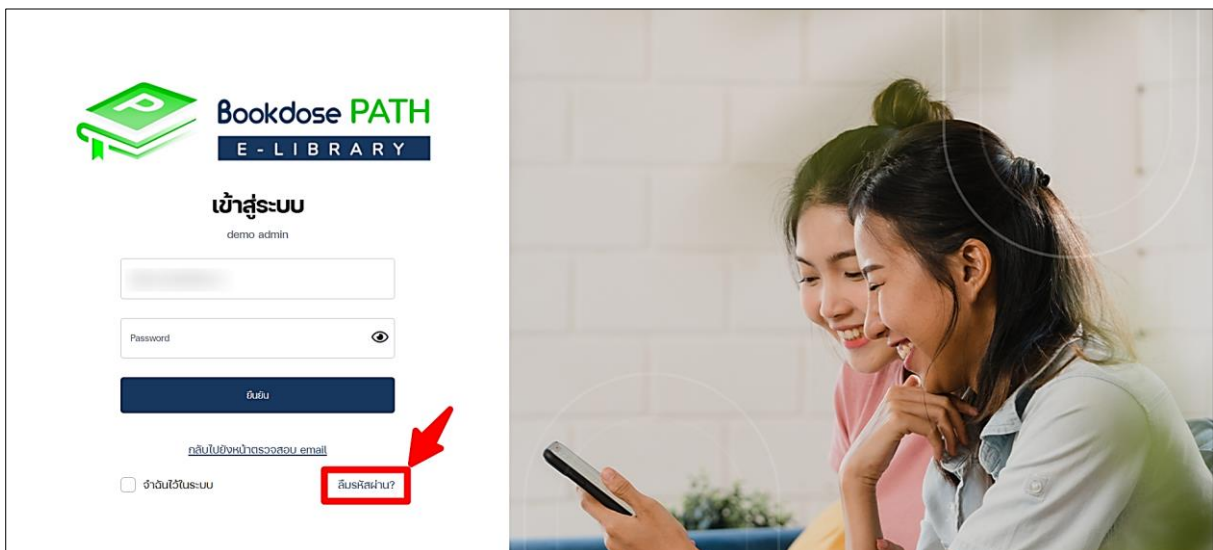 P
Bookdose PATH
E-LIBRARY
เข้าสู่ระบบ
demo admin
Password
ยืนยัน
กลับไปยังหน้าตรวจสอบ email
จำฉันไว้ในระบบ
ลืมรหัสผ่าน?